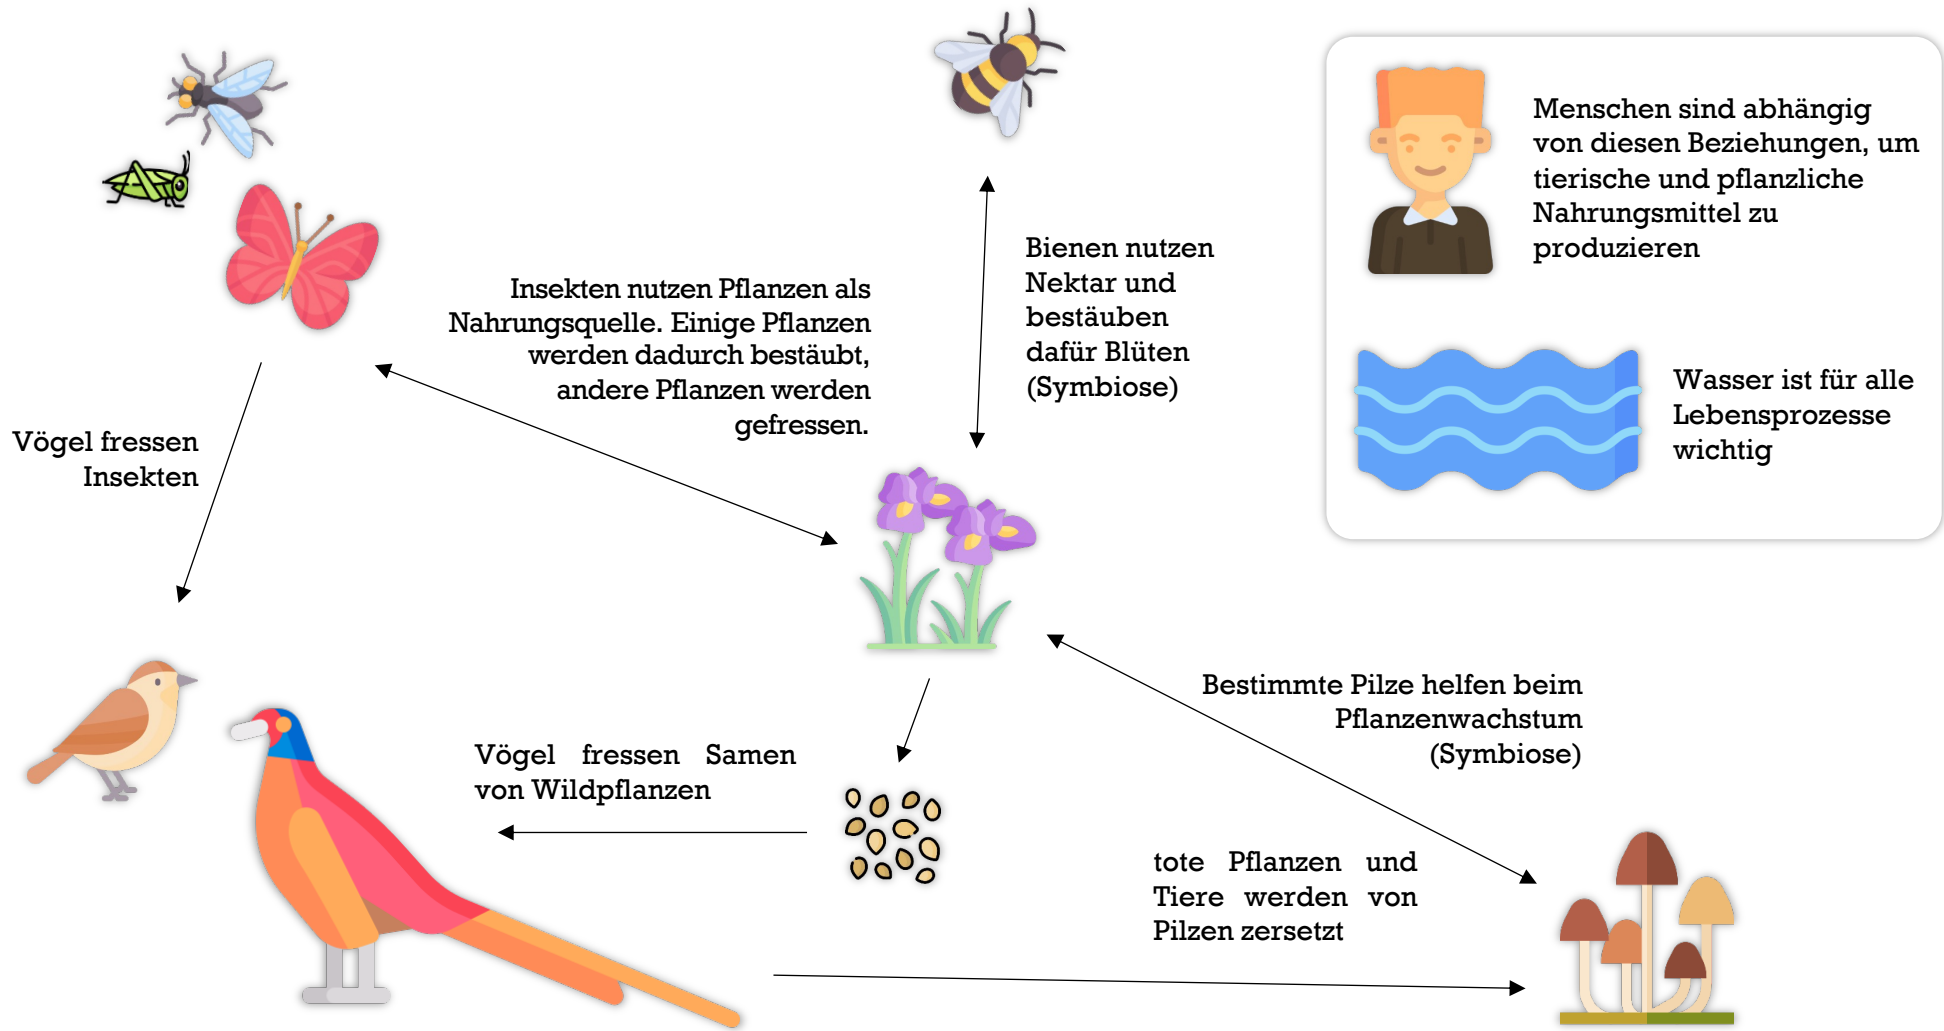 Menschen sind abhängig
von diesen Beziehungen, um
tierische und pflanzliche
Nahrungsmittel zu
produzieren
Wasser ist für alle
Lebensprozesse
wichtig
Bienen nutzen
Nektar und
bestäuben
dafür Blüten
(Symbiose)
Insekten nutzen Pflanzen als
Nahrungsquelle. Einige Pflanzen
werden dadurch bestäubt,
andere Pflanzen werden
gefressen.
Vögel fressen
Insekten
Bestimmte Pilze helfen beim
Pflanzenwachstum
(Symbiose)
Vögel fressen Samen
von Wildpflanzen
tote Pflanzen und
Tiere werden von
Pilzen zersetzt